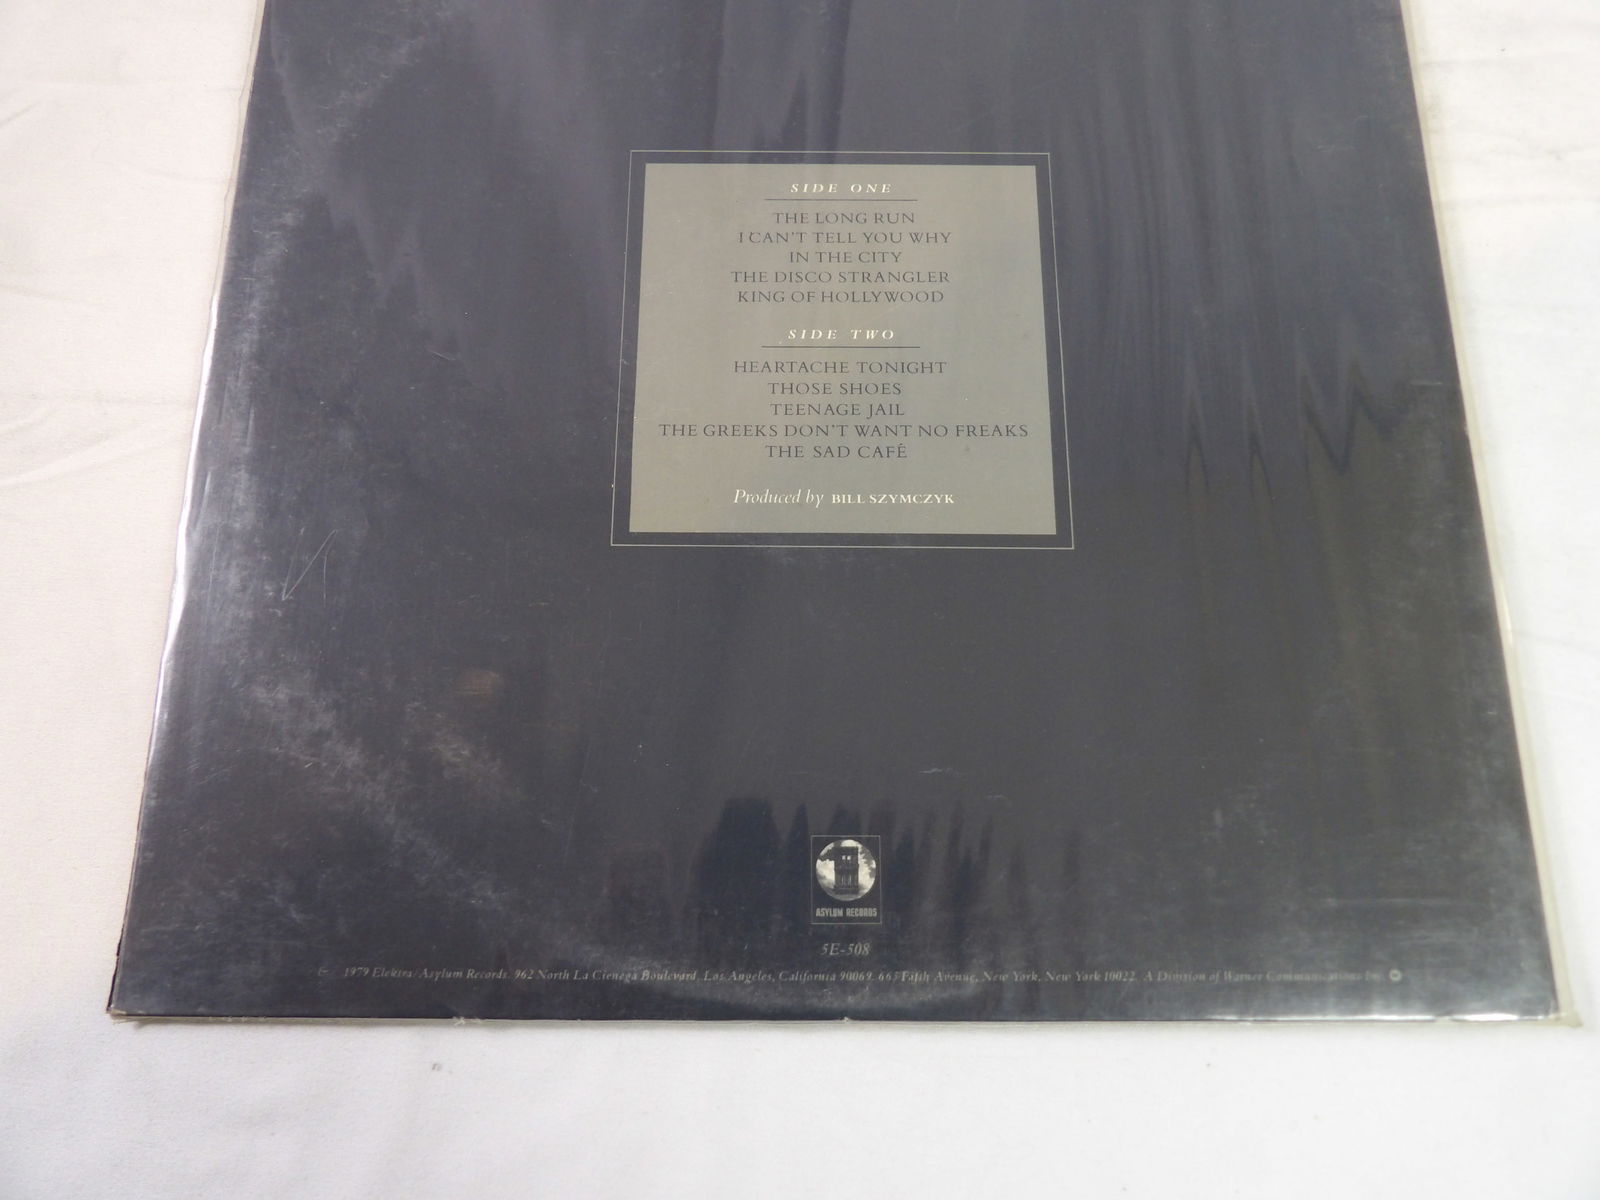 SIDE ONE
THE LONG RUN
I CAN'T TELL YOU WHY
IN THE CITY
THE DISCO STRANGLER
KING OF HOLLYWOOD
SIDE TWO
HEARTACHE TONIGHT
THOSE SHOES
TEENAGE JAIL
THE GREEKS DON'T WANT NO FREAKS
THE SAD CAFÉ
Produced by BILL SZYMCZYK
ASYLUM RECORDS
5E-508
1979 Elektra/Asylum Records. 962 North La Cienega Boulevard, Los Angeles, California 90069. 665 Fifth Avenue, New York, New York 10022. A Division of Warner Communications Inc.